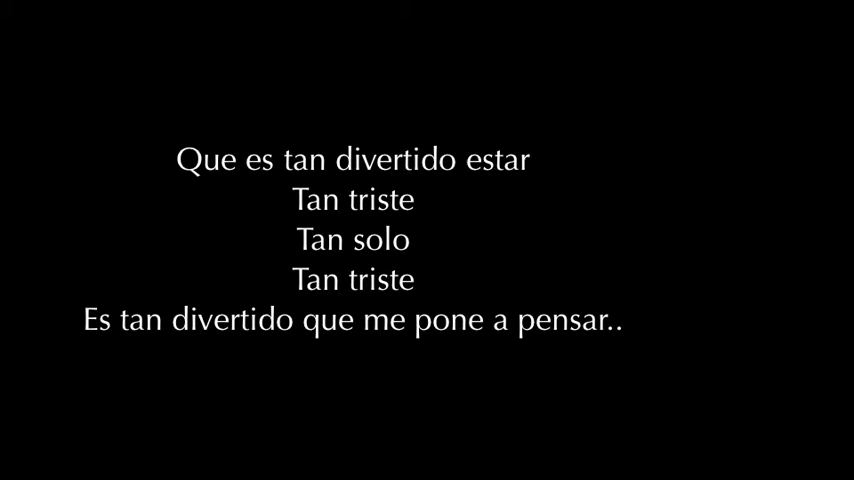 Que es tan divertido estar
Tan triste
Tan solo
Tan triste
Es tan divertido que me pone a pensar..